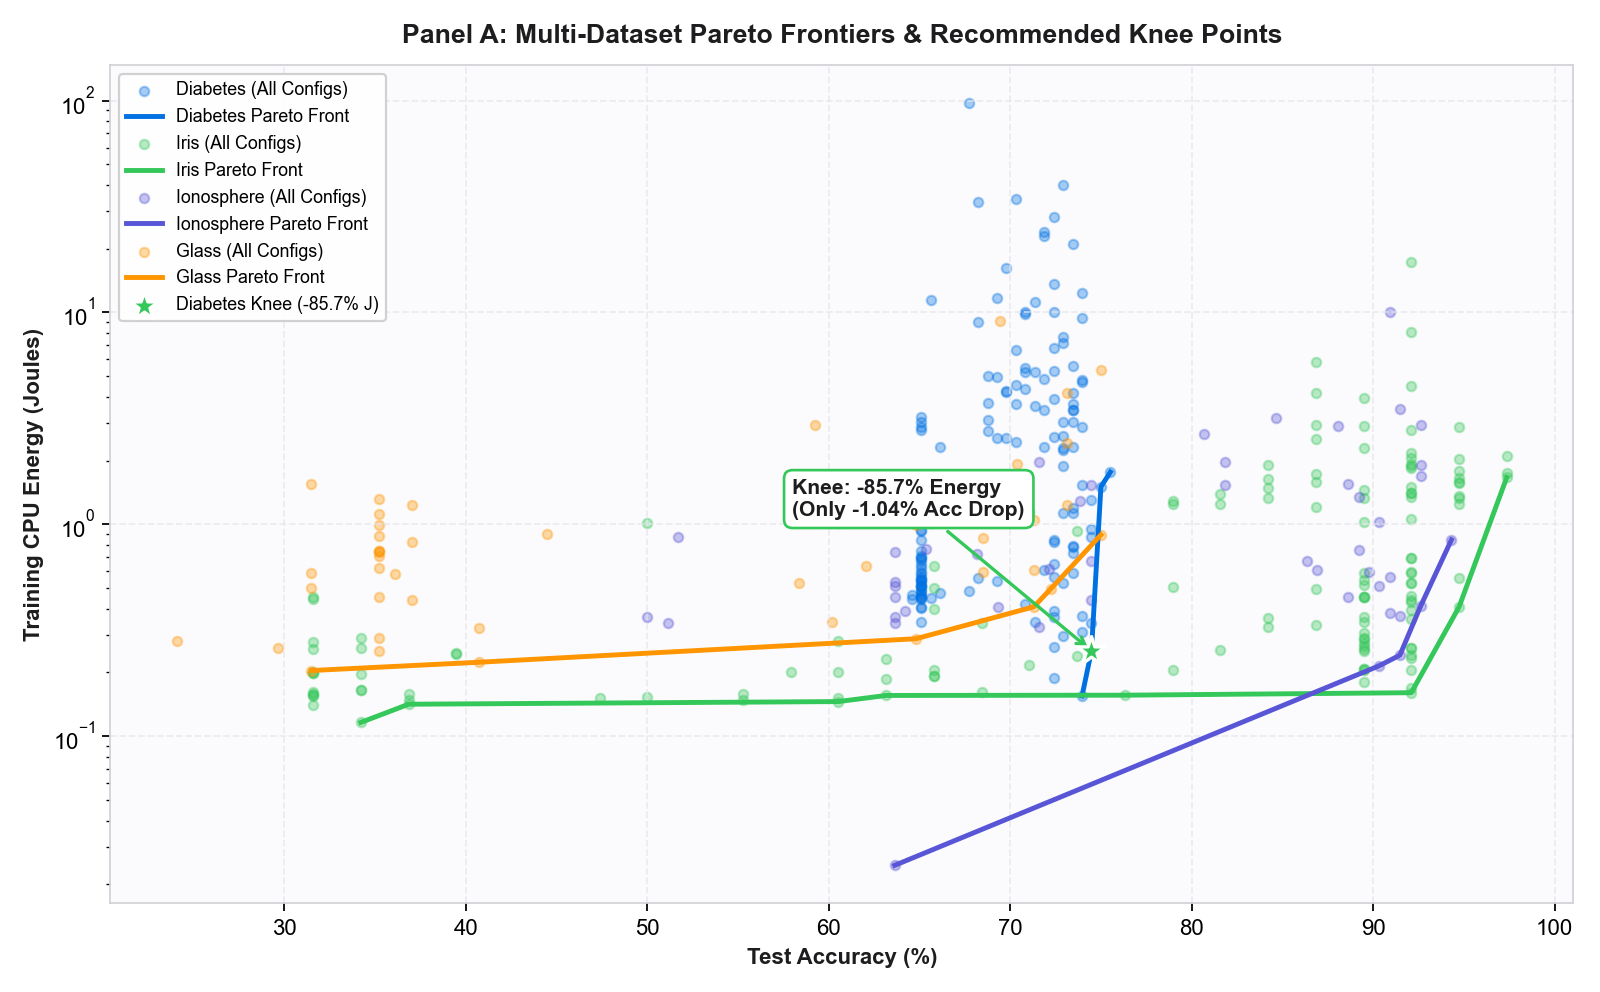 Panel A: Multi-Dataset Pareto Frontiers & Recommended Knee Points
Diabetes (All Configs)
Diabetes Pareto Front
Iris (All Configs)
Iris Pareto Front
Ionosphere (All Configs)
Ionosphere Pareto Front
Glass (All Configs)
Glass Pareto Front
Diabetes Knee (-85.7% J)
Knee: -85.7% Energy
(Only -1.04% Acc Drop)
Training CPU Energy (Joules)
10²
10¹
10⁰
10⁻¹
30 40 50 60 70 80 90 100
Test Accuracy (%)